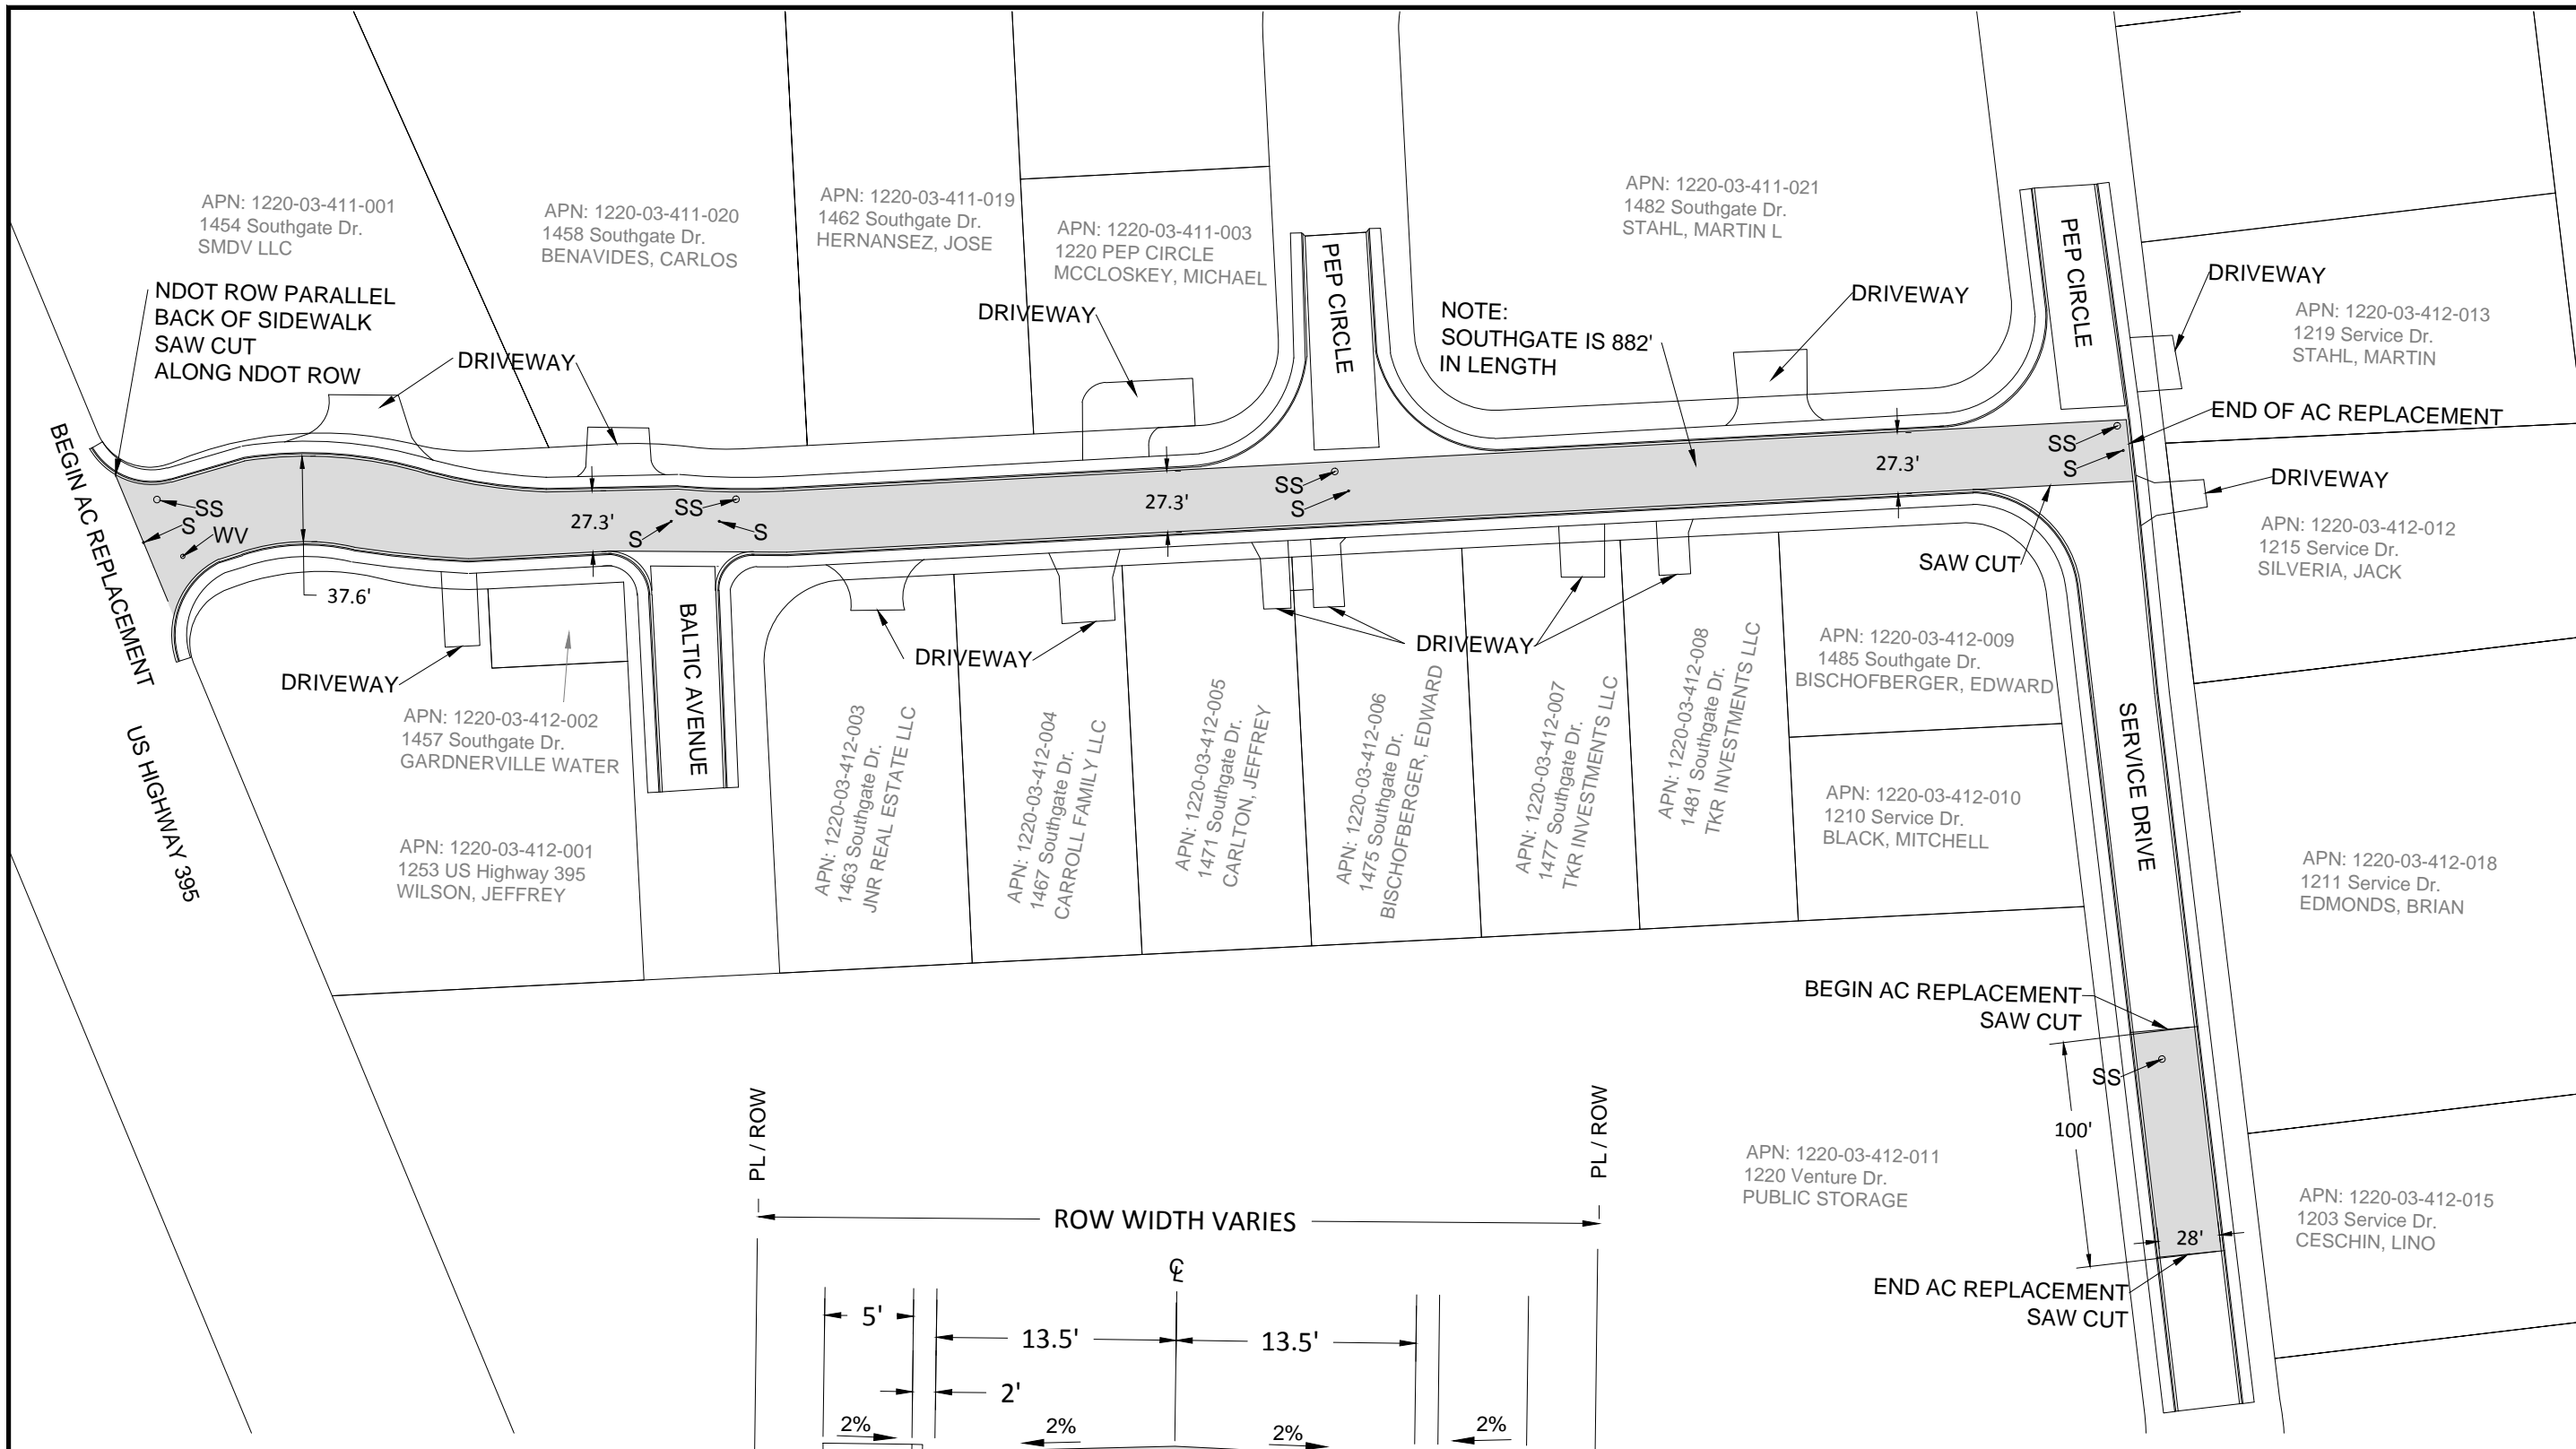 APN: 1220-03-411-001
1454 Southgate Dr.
SMDV LLC
APN: 1220-03-411-020
1458 Southgate Dr.
BENAVIDES, CARLOS
APN: 1220-03-411-019
1462 Southgate Dr.
HERNANSEZ, JOSE
APN: 1220-03-411-003
1220 PEP CIRCLE
MCCLOSKEY, MICHAEL
APN: 1220-03-411-021
1482 Southgate Dr.
STAHL, MARTIN L
PEP CIRCLE
PEP CIRCLE
DRIVEWAY
APN: 1220-03-412-013
1219 Service Dr.
STAHL, MARTIN
NDOT ROW PARALLEL
BACK OF SIDEWALK
SAW CUT
ALONG NDOT ROW
DRIVEWAY
DRIVEWAY
NOTE:
SOUTHGATE IS 882'
IN LENGTH
DRIVEWAY
END OF AC REPLACEMENT
BEGIN AC REPLACEMENT
SS
S
WV
37.6'
27.3'
SS
S
S
27.3'
SS
S
27.3'
SS
S
DRIVEWAY
APN: 1220-03-412-012
1215 Service Dr.
SILVERIA, JACK
SAW CUT
DRIVEWAY
DRIVEWAY
DRIVEWAY
US HIGHWAY 395
APN: 1220-03-412-002
1457 Southgate Dr.
GARDNERVILLE WATER
BALTIC AVENUE
APN: 1220-03-412-001
1253 US Highway 395
WILSON, JEFFREY
APN: 1220-03-412-003
1463 Southgate Dr.
JNR REAL ESTATE LLC
APN: 1220-03-412-004
1467 Southgate Dr.
CARROLL FAMILY LLC
APN: 1220-03-412-005
1471 Southgate Dr.
CARLTON, JEFFREY
APN: 1220-03-412-006
1475 Southgate Dr.
BISCHOFBERGER, EDWARD
APN: 1220-03-412-007
1477 Southgate Dr.
TKR INVESTMENTS LLC
APN: 1220-03-412-008
1481 Southgate Dr.
TKR INVESTMENTS LLC
APN: 1220-03-412-009
1485 Southgate Dr.
BISCHOFBERGER, EDWARD
APN: 1220-03-412-010
1210 Service Dr.
BLACK, MITCHELL
SERVICE DRIVE
APN: 1220-03-412-018
1211 Service Dr.
EDMONDS, BRIAN
BEGIN AC REPLACEMENT
SAW CUT
SS
100'
28'
APN: 1220-03-412-011
1220 Venture Dr.
PUBLIC STORAGE
APN: 1220-03-412-015
1203 Service Dr.
CESCHIN, LINO
END AC REPLACEMENT
SAW CUT
PL / ROW
PL / ROW
ROW WIDTH VARIES
℄
5'
13.5'
13.5'
2'
2%
2%
2%
2%